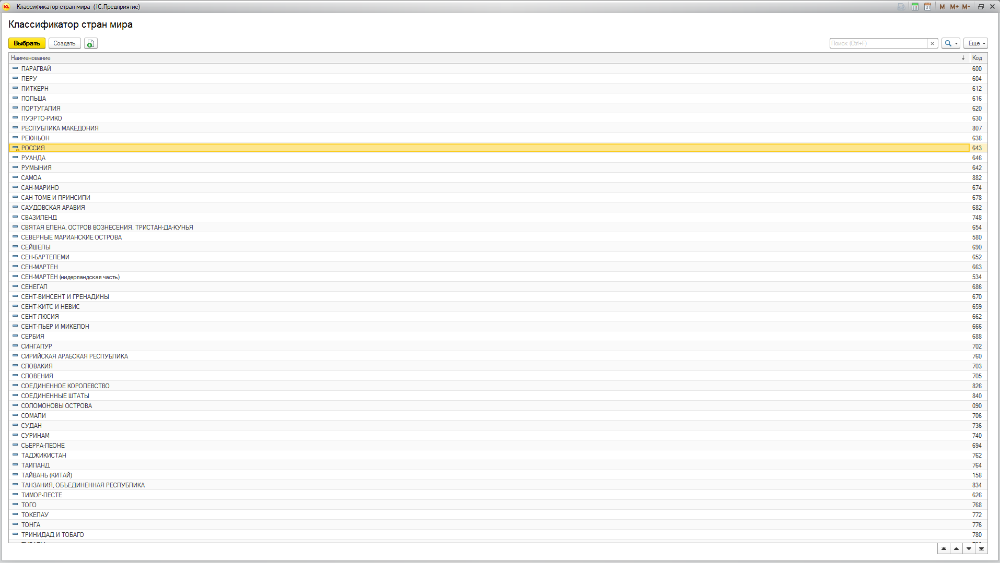 1С Классификатор стран мира (1С:Предприятие) 31 M M+ M-
Классификатор стран мира
Выбрать Создать Поиск (Ctrl+F) × Еще
Наименование ↓ Код
ПАРАГВАЙ 600
ПЕРУ 604
ПИТКЕРН 612
ПОЛЬША 616
ПОРТУГАЛИЯ 620
ПУЭРТО-РИКО 630
РЕСПУБЛИКА МАКЕДОНИЯ 807
РЕЮНЬОН 638
РОССИЯ 643
РУАНДА 646
РУМЫНИЯ 642
САМОА 882
САН-МАРИНО 674
САН-ТОМЕ И ПРИНСИПИ 678
САУДОВСКАЯ АРАВИЯ 682
СВАЗИЛЕНД 748
СВЯТАЯ ЕЛЕНА, ОСТРОВ ВОЗНЕСЕНИЯ, ТРИСТАН-ДА-КУНЬЯ 654
СЕВЕРНЫЕ МАРИАНСКИЕ ОСТРОВА 580
СЕЙШЕЛЫ 690
СЕН-БАРТЕЛЕМИ 652
СЕН-МАРТЕН 663
СЕН-МАРТЕН (нидерландская часть) 534
СЕНЕГАЛ 686
СЕНТ-ВИНСЕНТ И ГРЕНАДИНЫ 670
СЕНТ-КИТС И НЕВИС 659
СЕНТ-ЛЮСИЯ 662
СЕНТ-ПЬЕР И МИКЕЛОН 666
СЕРБИЯ 688
СИНГАПУР 702
СИРИЙСКАЯ АРАБСКАЯ РЕСПУБЛИКА 760
СЛОВАКИЯ 703
СЛОВЕНИЯ 705
СОЕДИНЕННОЕ КОРОЛЕВСТВО 826
СОЕДИНЕННЫЕ ШТАТЫ 840
СОЛОМОНОВЫ ОСТРОВА 090
СОМАЛИ 706
СУДАН 736
СУРИНАМ 740
СЬЕРРА-ЛЕОНЕ 694
ТАДЖИКИСТАН 762
ТАИЛАНД 764
ТАЙВАНЬ (КИТАЙ) 158
ТАНЗАНИЯ, ОБЪЕДИНЕННАЯ РЕСПУБЛИКА 834
ТИМОР-ЛЕСТЕ 626
ТОГО 768
ТОКЕЛАУ 772
ТОНГА 776
ТРИНИДАД И ТОБАГО 780